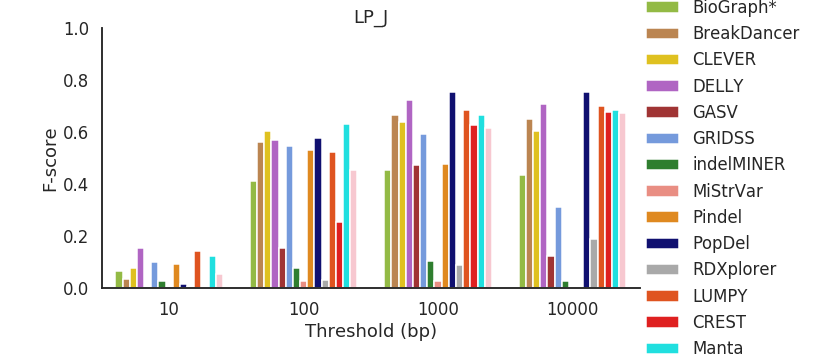 LP_J
1.0
0.8
0.6
0.4
0.2
0.0
F-score
10
100
1000
10000
Threshold (bp)
BioGraph*
BreakDancer
CLEVER
DELLY
GASV
GRIDSS
indelMINER
MiStrVar
Pindel
PopDel
RDXplorer
LUMPY
CREST
Manta